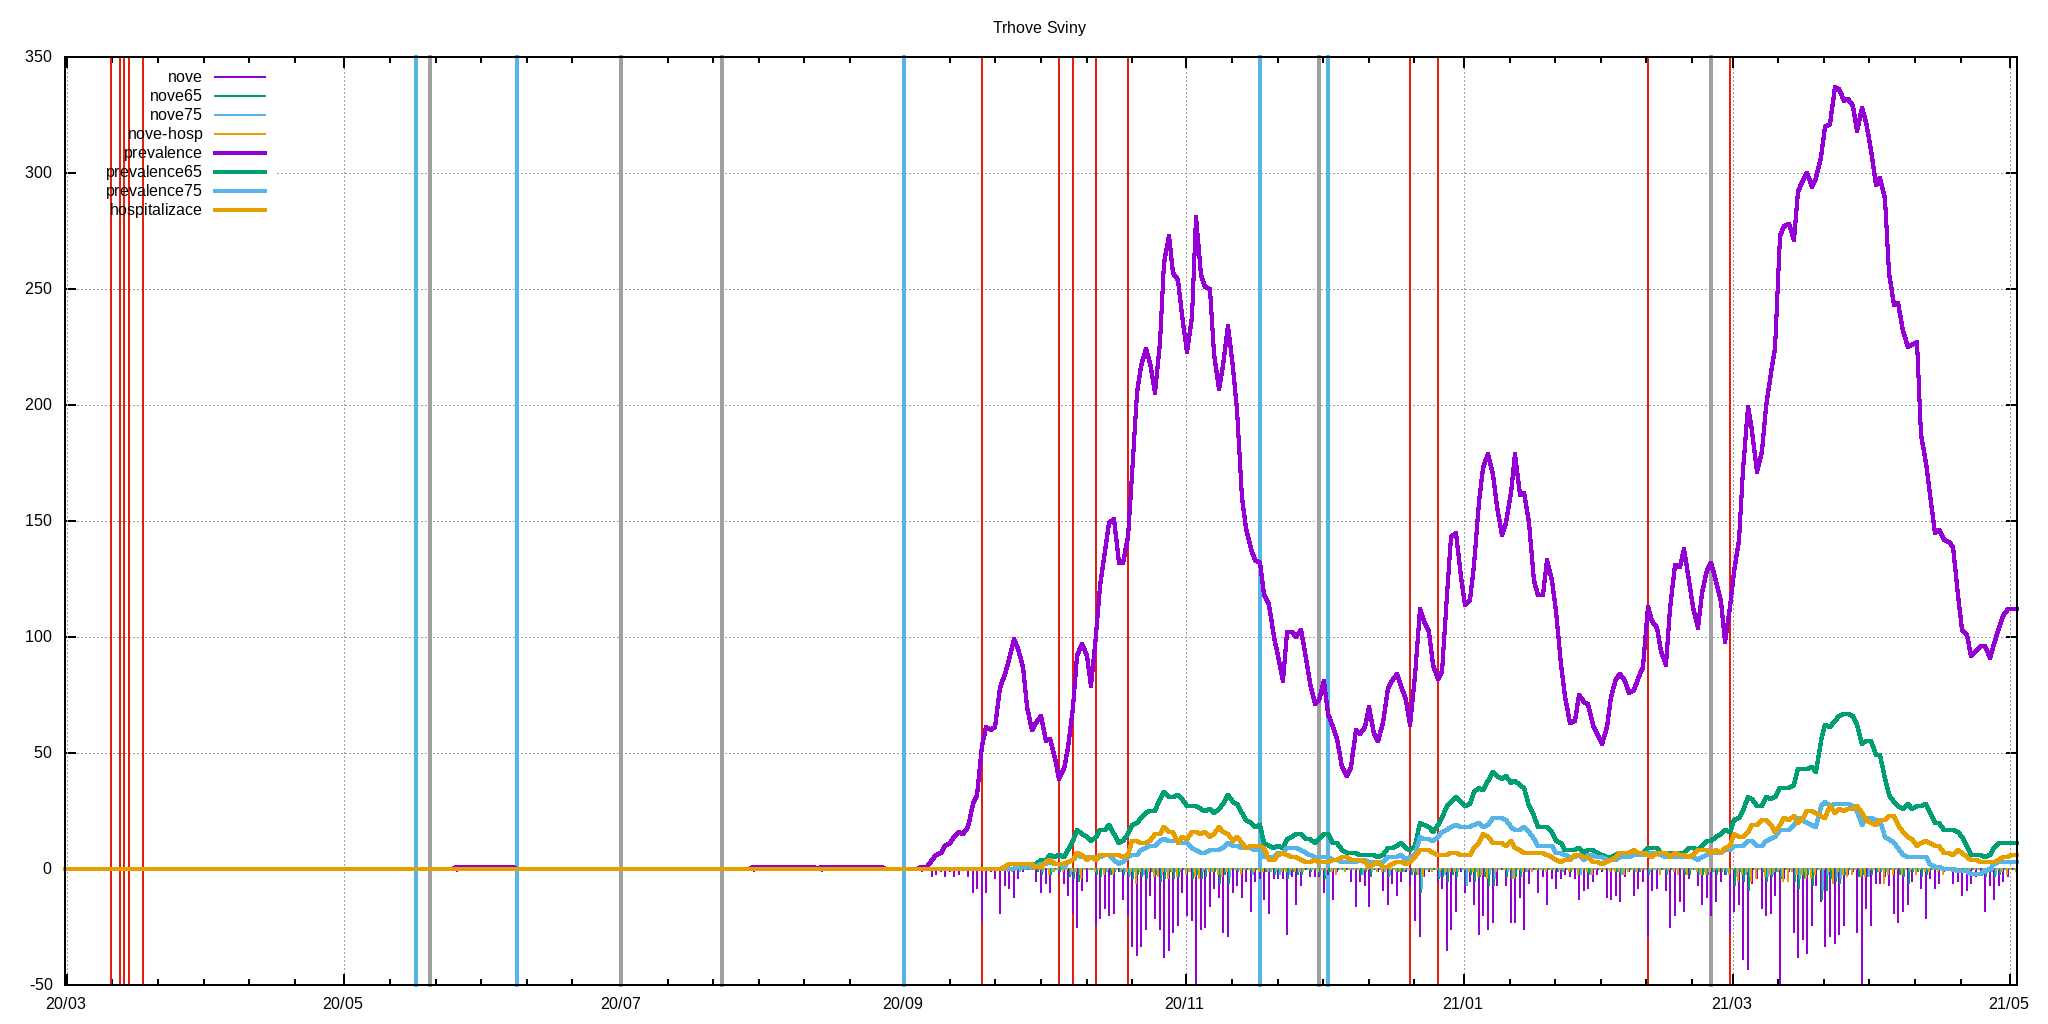 Trhove Sviny
350
300
250
200
150
100
50
0
-50
nove
nove65
nove75
nove-hosp
prevalence
prevalence65
prevalence75
hospitalizace
20/03 20/05 20/07 20/09 20/11 21/01 21/03 21/05